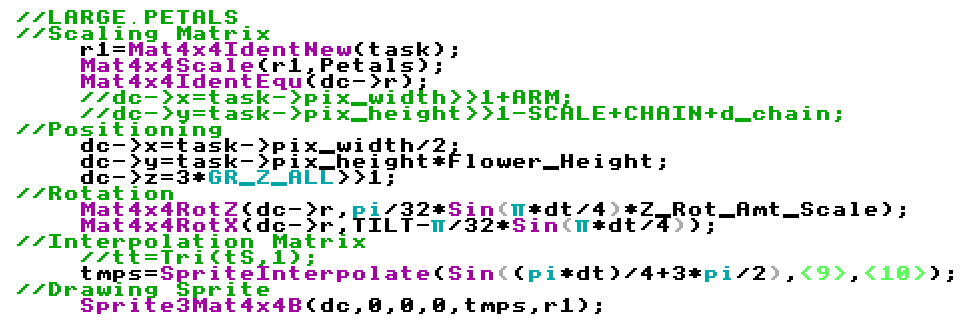 //LARGE PETALS
//Scaling Matrix
r1=Mat4x4IdentNew(task);
Mat4x4Scale(r1,Petals);
Mat4x4IdentEqu(dc->r);
//dc->x=task->pix_width>>1+ARM;
//dc->y=task->pix_height>>1-SCALE+CHAIN+d_chain;
//Positioning
dc->x=task->pix_width/2;
dc->y=task->pix_height*Flower_Height;
dc->z=3*GR_Z_ALL>>1;
//Rotation
Mat4x4RotZ(dc->r,pi/32*Sin(π*dt/4)*Z_Rot_Amt_Scale);
Mat4x4RotX(dc->r,TILT-π/32*Sin(π*dt/4));
//Interpolation Matrix
//tt=Tri(tS,1);
tmps=SpriteInterpolate(Sin((pi*dt)/4+3*pi/2),<9>,<10>);
//Drawing Sprite
Sprite3Mat4x4B(dc,0,0,0,tmps,r1);